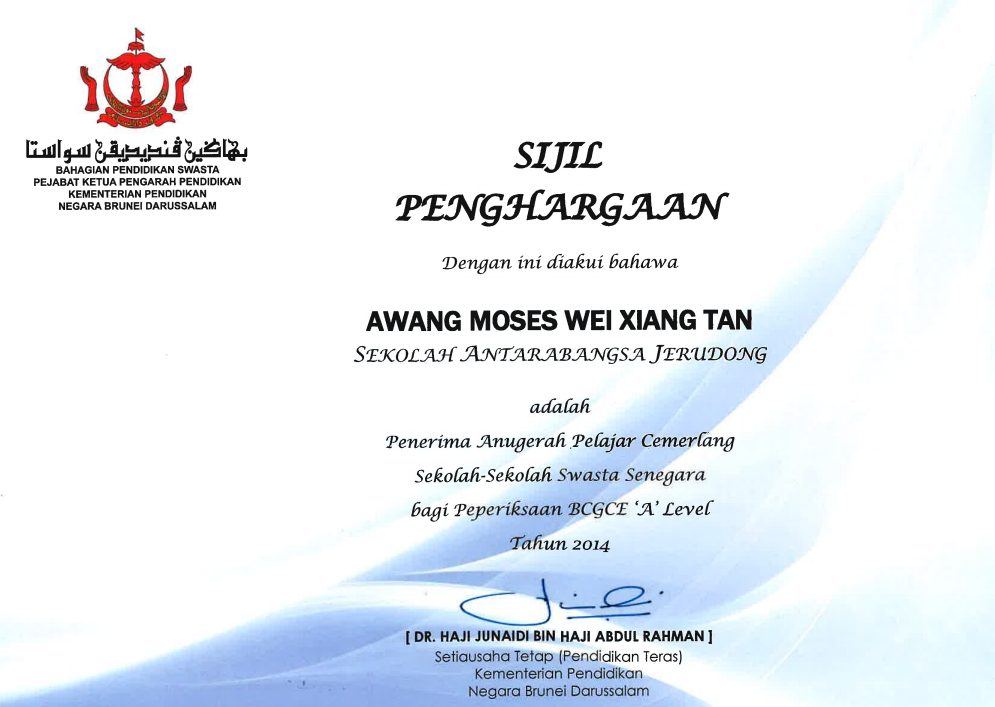 بهاݢين ڤنديديقن سواستا
BAHAGIAN PENDIDIKAN SWASTA
PEJABAT KETUA PENGARAH PENDIDIKAN
KEMENTERIAN PENDIDIKAN
NEGARA BRUNEI DARUSSALAM
SIJIL
PENGHARGAAN
Dengan ini diakui bahawa
AWANG MOSES WEI XIANG TAN
SEKOLAH ANTARABANGSA JERUDONG
adalah
Penerima Anugerah Pelajar Cemerlang
Sekolah-Sekolah Swasta Senegara
bagi Peperiksaan BCGCE ‘A’ Level
Tahun 2014
[ DR. HAJI JUNAIDI BIN HAJI ABDUL RAHMAN ]
Setiausaha Tetap (Pendidikan Teras)
Kementerian Pendidikan
Negara Brunei Darussalam